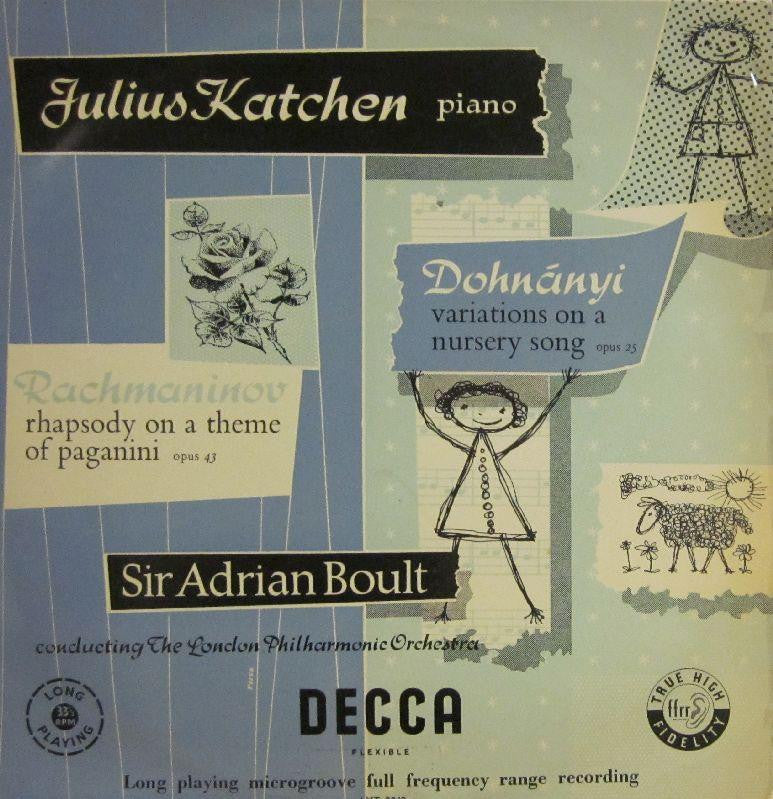 Julius Katchen piano
Dohnányi
variations on a
nursery song opus 25
Rachmaninov
rhapsody on a theme
of paganini opus 43
Sir Adrian Boult
conducting The London Philharmonic Orchestra
LONG
33⅓
RPM
PLAYING
DECCA
FLEXIBLE
TRUE HIGH
ffrr
FIDELITY
Long playing microgroove full frequency range recording